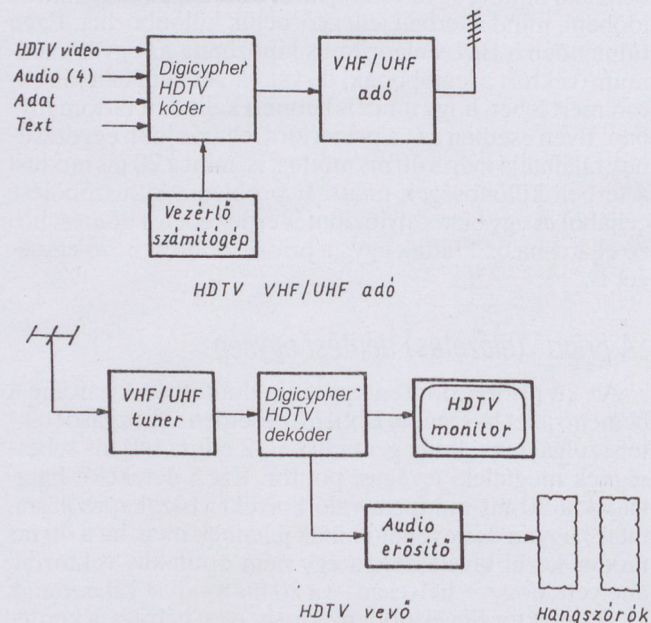 HDTV video
Audio (4)
Adat
Text
Digicypher
HDTV
kóder
VHF/UHF
adó
Vezérlő
számítógép
HDTV VHF/UHF adó
VHF/UHF
tuner
Digicypher
HDTV
dekóder
HDTV
monitor
Audio
erősítő
HDTV vevő
Hangszórók